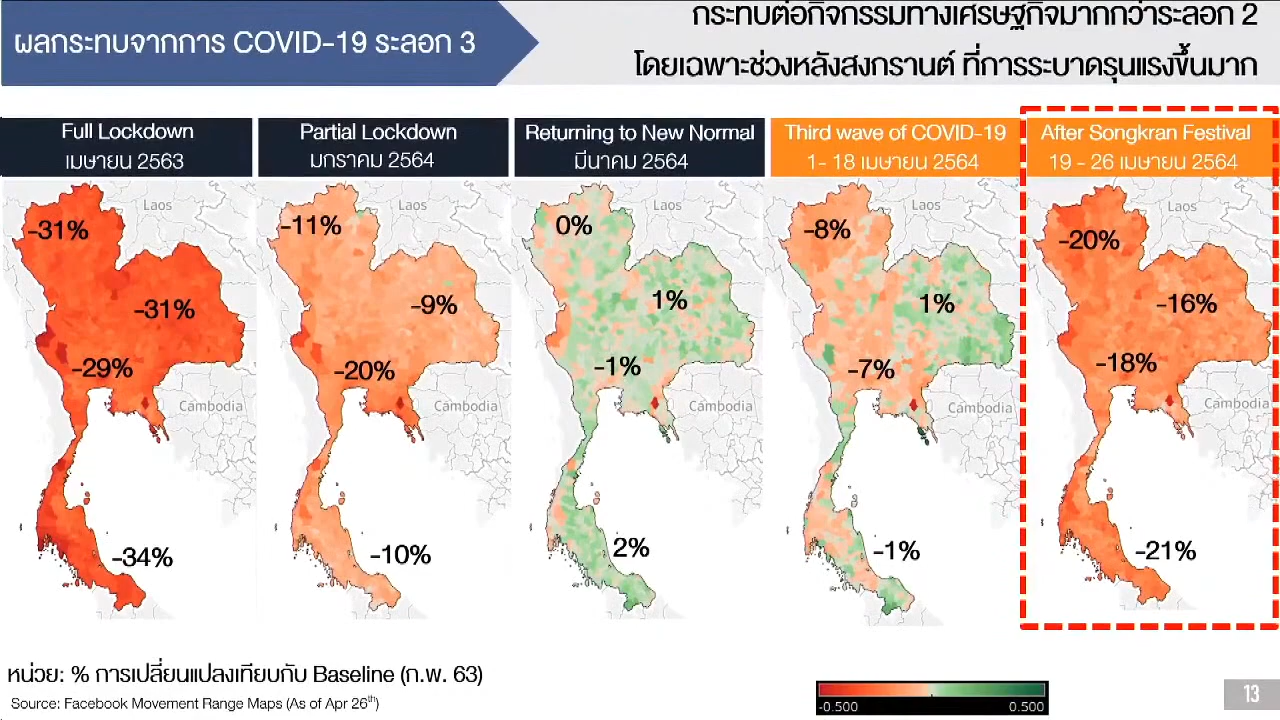 ผลกระทบจากการ COVID-19 ระลอก 3
กระทบต่อกิจกรรมทางเศรษฐกิจมากกว่าระลอก 2
โดยเฉพาะช่วงหลังสงกรานต์ ที่การระบาดรุนแรงขึ้นมาก
Full Lockdown
เมษายน 2563
Partial Lockdown
มกราคม 2564
Returning to New Normal
มีนาคม 2564
Third wave of COVID-19
1- 18 เมษายน 2564
After Songkran Festival
19 - 26 เมษายน 2564
Laos
-31%
-31%
-29%
Cambodia
-34%
Laos
-11%
-9%
-20%
Cambodia
-10%
Laos
0%
1%
-1%
Cambodia
2%
Laos
-8%
1%
-7%
Cambodia
-1%
Laos
-20%
-16%
-18%
Cambodia
-21%
หน่วย: % การเปลี่ยนแปลงเทียบกับ Baseline (ก.พ. 63)
Source: Facebook Movement Range Maps (As of Apr 26th)
-0.500 0.500
13